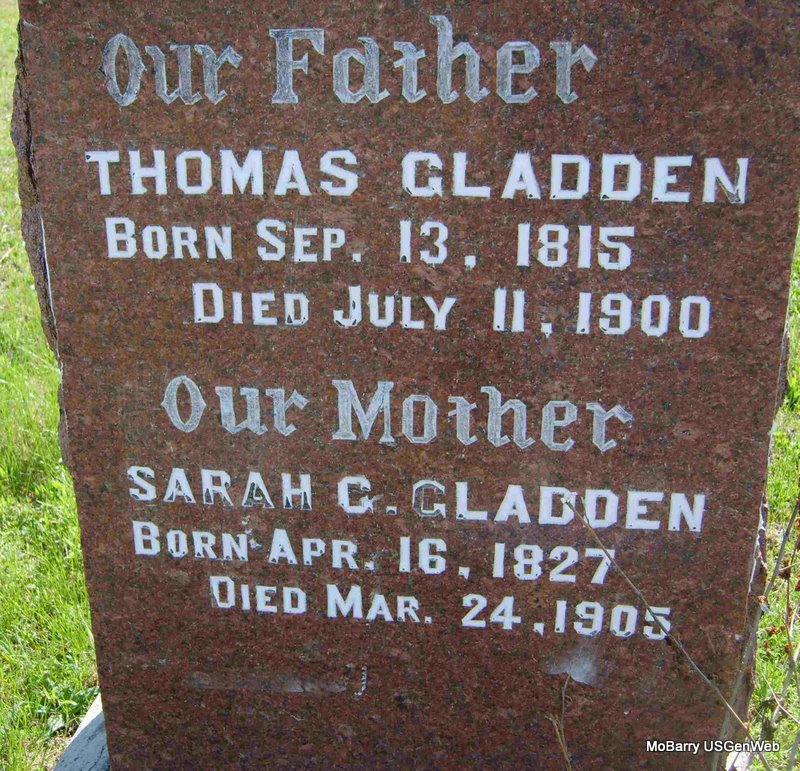 Our Father
THOMAS GLADDEN
BORN SEP. 13, 1815
DIED JULY 11, 1900
Our Mother
SARAH C. GLADDEN
BORN APR. 16, 1827
DIED MAR. 24, 1905
MoBarry USGenWeb